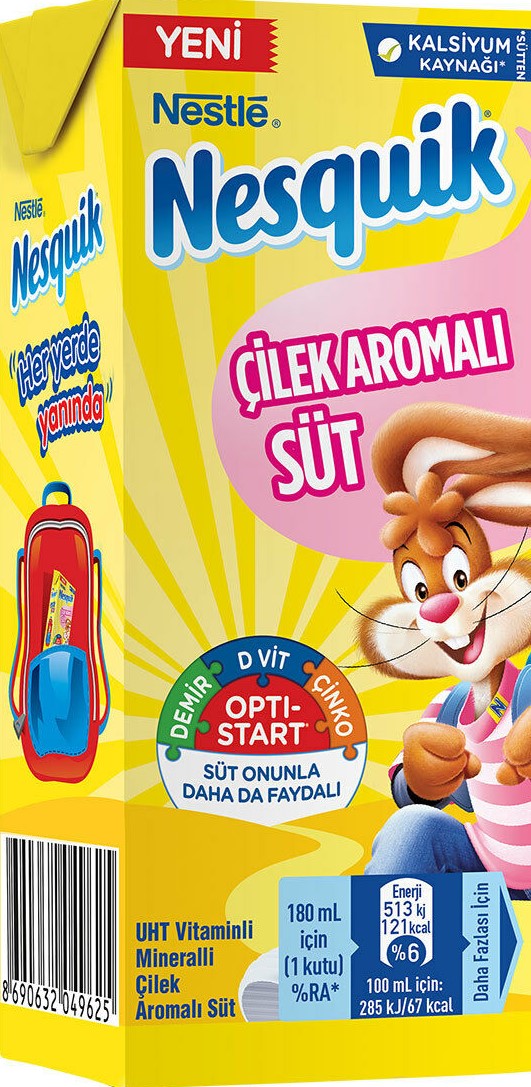 YENİ
KALSİYUM
KAYNAĞI*
*SÜTTEN
Nestlē®
Nesquik®
ÇİLEK AROMALI
SÜT
Nestlē®
Nesquik
"Her yerde
yanında"
DEMİR D VİT ÇİNKO
OPTI-
START
SÜT ONUNLA
DAHA DA FAYDALI
UHT Vitaminli
Mineralli
Çilek
Aromalı Süt
180 mL
için
(1 kutu)
%RA*
Enerji
513 kj
121 kcal
%6
100 mL için:
285 kJ/67 kcal
Daha Fazlası İçin
8 690632 049625